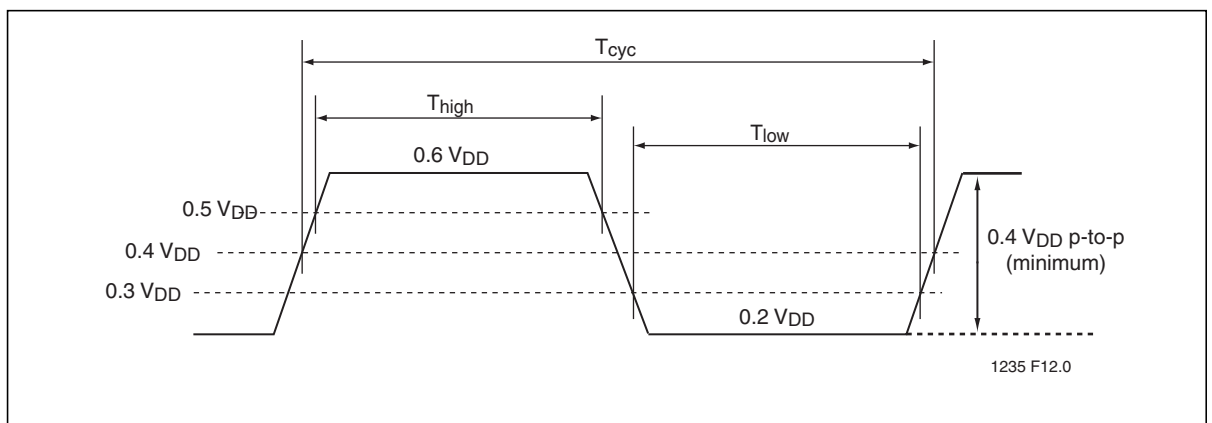 Tcyc
Thigh
Tlow
0.6 VDD
0.5 VDD
0.4 VDD
0.4 VDD p-to-p
(minimum)
0.3 VDD
0.2 VDD
1235 F12.0